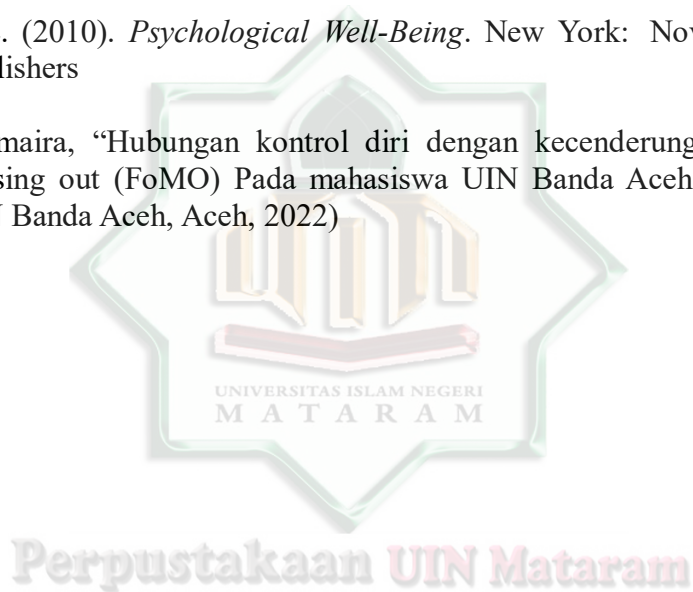 . (2010). Psychological Well-Being. New York: Nov
lishers
maira, “Hubungan kontrol diri dengan kecenderung
sing out (FoMO) Pada mahasiswa UIN Banda Aceh
N Banda Aceh, Aceh, 2022)
UNIVERSITAS ISLAM NEGERI
MATARAM
Perpustakaan UIN Mataram